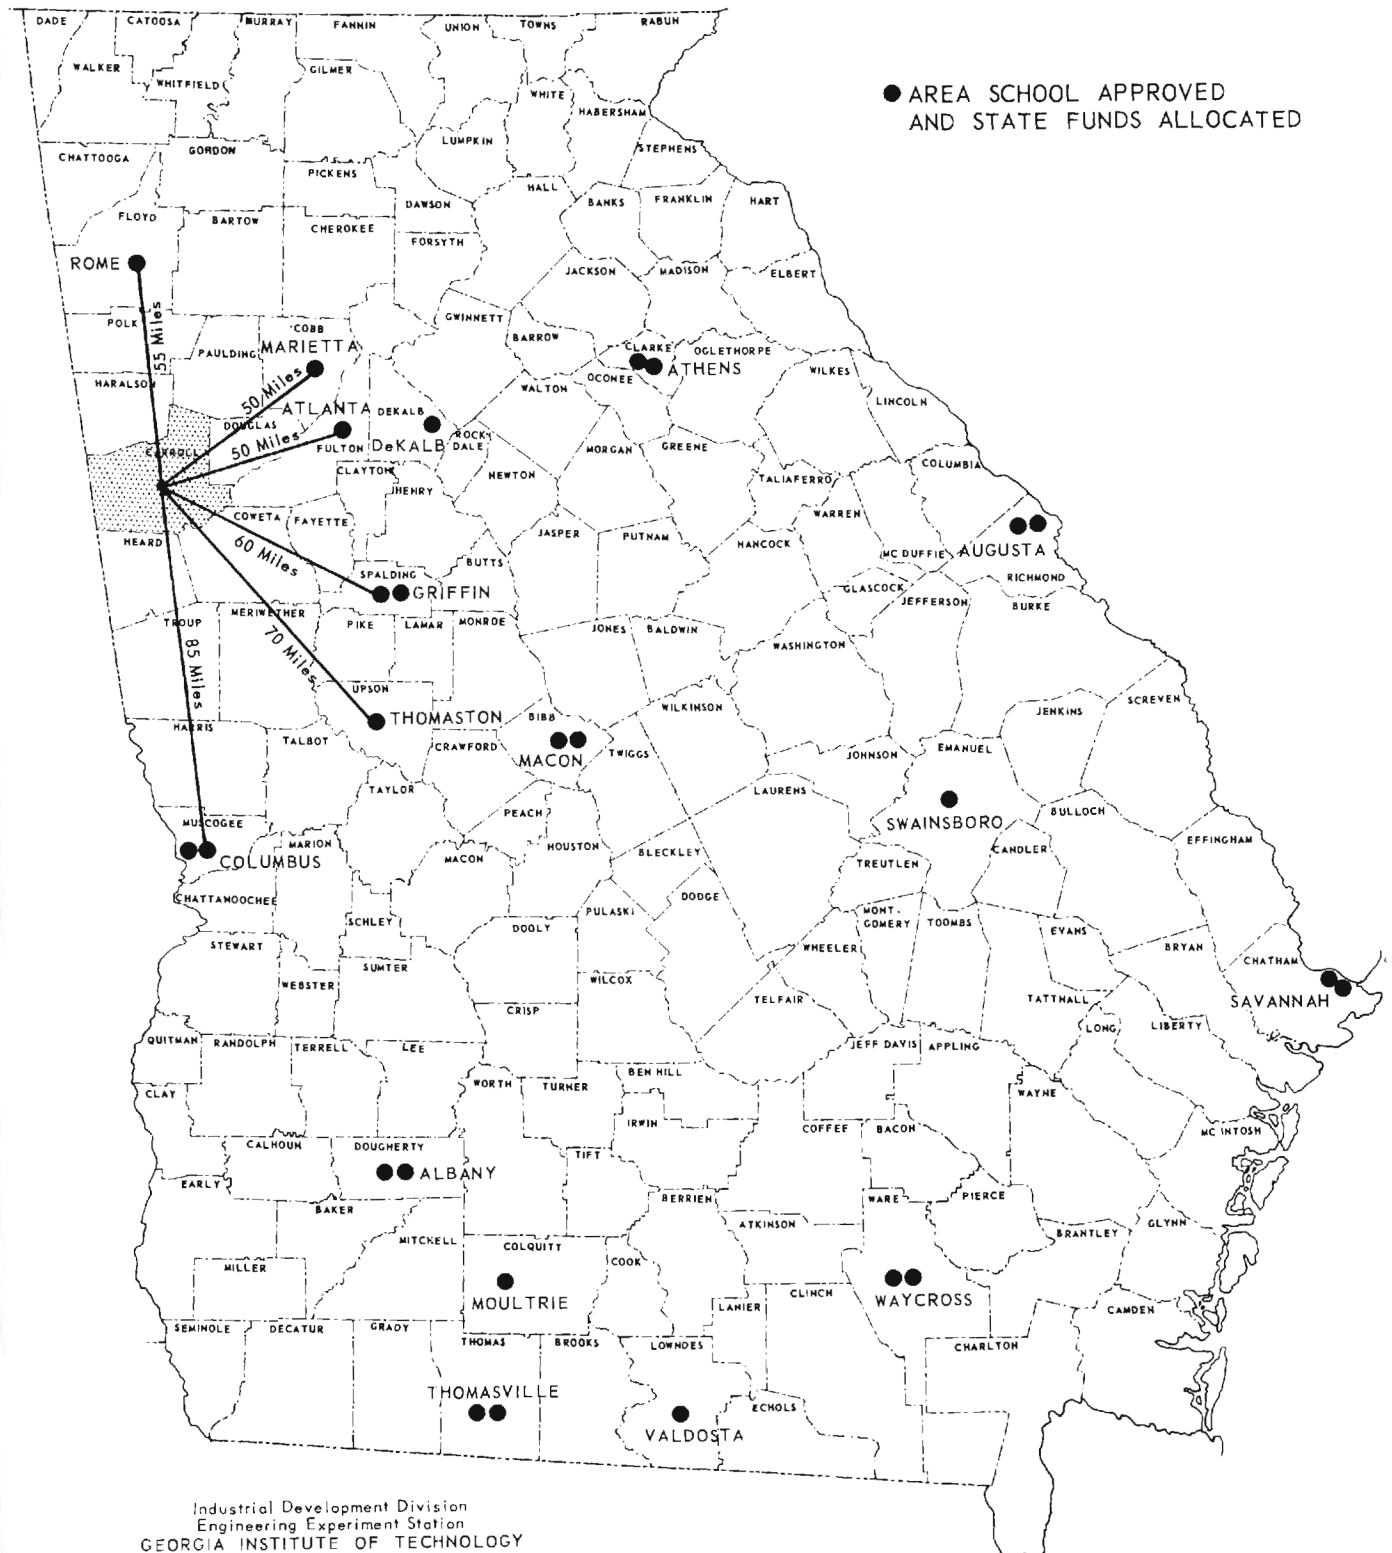 DADE
CATOOSA
MURRAY
FANNIN
UNION
TOWNS
RABUN
WALKER
WHITFIELD
GILMER
WHITE
HABERSHAM
● AREA SCHOOL APPROVED
AND STATE FUNDS ALLOCATED
CHATTOOGA
GORDON
LUMPKIN
STEPHENS
PICKENS
HALL
DAWSON
BANKS
FRANKLIN
HART
FLOYD
BARTOW
CHEROKEE
FORSYTH
ROME
JACKSON
MADISON
ELBERT
POLK
55 Miles
COBB
GWINNETT
PAULDING
MARIETTA
BARROW
CLARKE
OGLETHORPE
ATHENS
HARALSON
50 Miles
WALTON
OCONEE
WILKES
LINCOLN
ATLANTA
DEKALB
DOUGLAS
50 Miles
FULTON
DeKALB
ROCK-
DALE
MORGAN
GREENE
CARROLL
CLAYTON
HENRY
NEWTON
TALIAFERRO
COLUMBIA
COWETA
FAYETTE
WARREN
HEARD
60 Miles
JASPER
PUTNAM
HANCOCK
MC DUFFIE
AUGUSTA
BUTTS
SPALDING
GRIFFIN
GLASCOCK
RICHMOND
JEFFERSON
BURKE
TROUP
MERIWETHER
PIKE
LAMAR
MONROE
JONES
BALDWIN
WASHINGTON
85 Miles
70 Miles
UPSON
THOMASTON
BIBB
WILKINSON
JENKINS
SCREVEN
HARRIS
TALBOT
CRAWFORD
MACON
TWIGGS
JOHNSON
EMANUEL
TAYLOR
LAURENS
PEACH
SWAINSBORO
BULLOCH
MUSCOGEE
COLUMBUS
MARION
MACON
HOUSTON
BLECKLEY
TREUTLEN
CANDLER
EFFINGHAM
CHATTAHOOCHEE
SCHLEY
DOOLY
PULASKI
DODGE
MONT-
GOMERY
TOOMBS
EVANS
STEWART
SUMTER
WHEELER
BRYAN
CHATHAM
WEBSTER
WILCOX
CRISP
TELFAIR
TATTNALL
SAVANNAH
QUITMAN
RANDOLPH
TERRELL
LEE
JEFF DAVIS
APPLING
LONG
LIBERTY
CLAY
WORTH
TURNER
BEN HILL
WAYNE
CALHOUN
DOUGHERTY
IRWIN
COFFEE
BACON
MC INTOSH
ALBANY
TIFT
EARLY
BAKER
BERRIEN
WARE
PIERCE
MITCHELL
COLQUITT
COOK
ATKINSON
BRANTLEY
GLYNN
MILLER
MOULTRIE
LANIER
CLINCH
WAYCROSS
CAMDEN
SEMINOLE
DECATUR
GRADY
THOMAS
BROOKS
LOWNDES
CHARLTON
THOMASVILLE
VALDOSTA
ECHOLS
Industrial Development Division
Engineering Experiment Station
GEORGIA INSTITUTE OF TECHNOLOGY